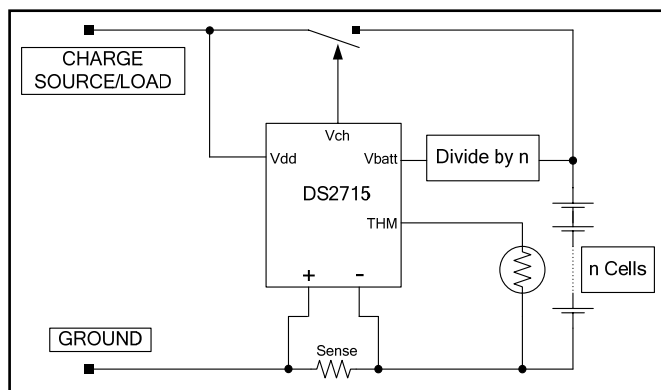 CHARGE
SOURCE/LOAD
Vch
Vdd
Vbatt
Divide by n
DS2715
THM
+
-
n Cells
GROUND
Sense